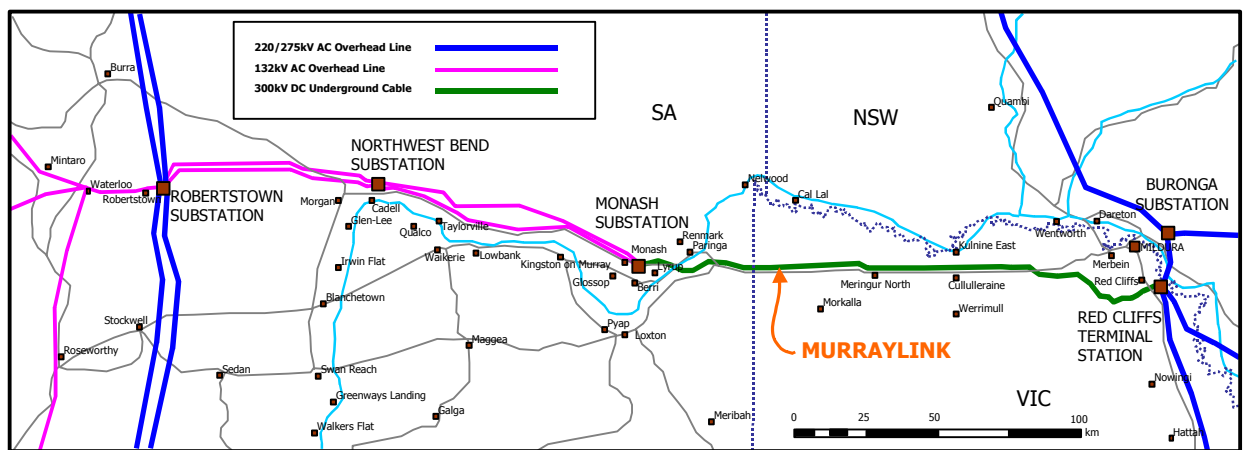 220/275kV AC Overhead Line
132kV AC Overhead Line
300kV DC Underground Cable
SA
NSW
VIC
Burra
Mintaro
Waterloo
Robertstown
ROBERTSTOWN
SUBSTATION
NORTHWEST BEND
SUBSTATION
Morgan
Cadell
Glen-Lee
Qualco
Taylorville
Waikerie
Lowbank
Irwin Flat
Blanchetown
Stockwell
Roseworthy
Sedan
Swan Reach
Greenways Landing
Walkers Flat
Maggea
Galga
Kingston on Murray
MONASH
SUBSTATION
Monash
Glossop
Berri
Lyrup
Renmark
Paringa
Pyap
Loxton
Meribah
Nelwood
Cal Lal
Quambi
Kulnine East
Meringur North
Cullulleraine
Morkalla
Werrimull
MURRAYLINK
Wentworth
Dareton
BURONGA
SUBSTATION
MILDURA
Merbein
Red Cliffs
RED CLIFFS
TERMINAL
STATION
Nowingi
Hattah
0 25 50 100
km